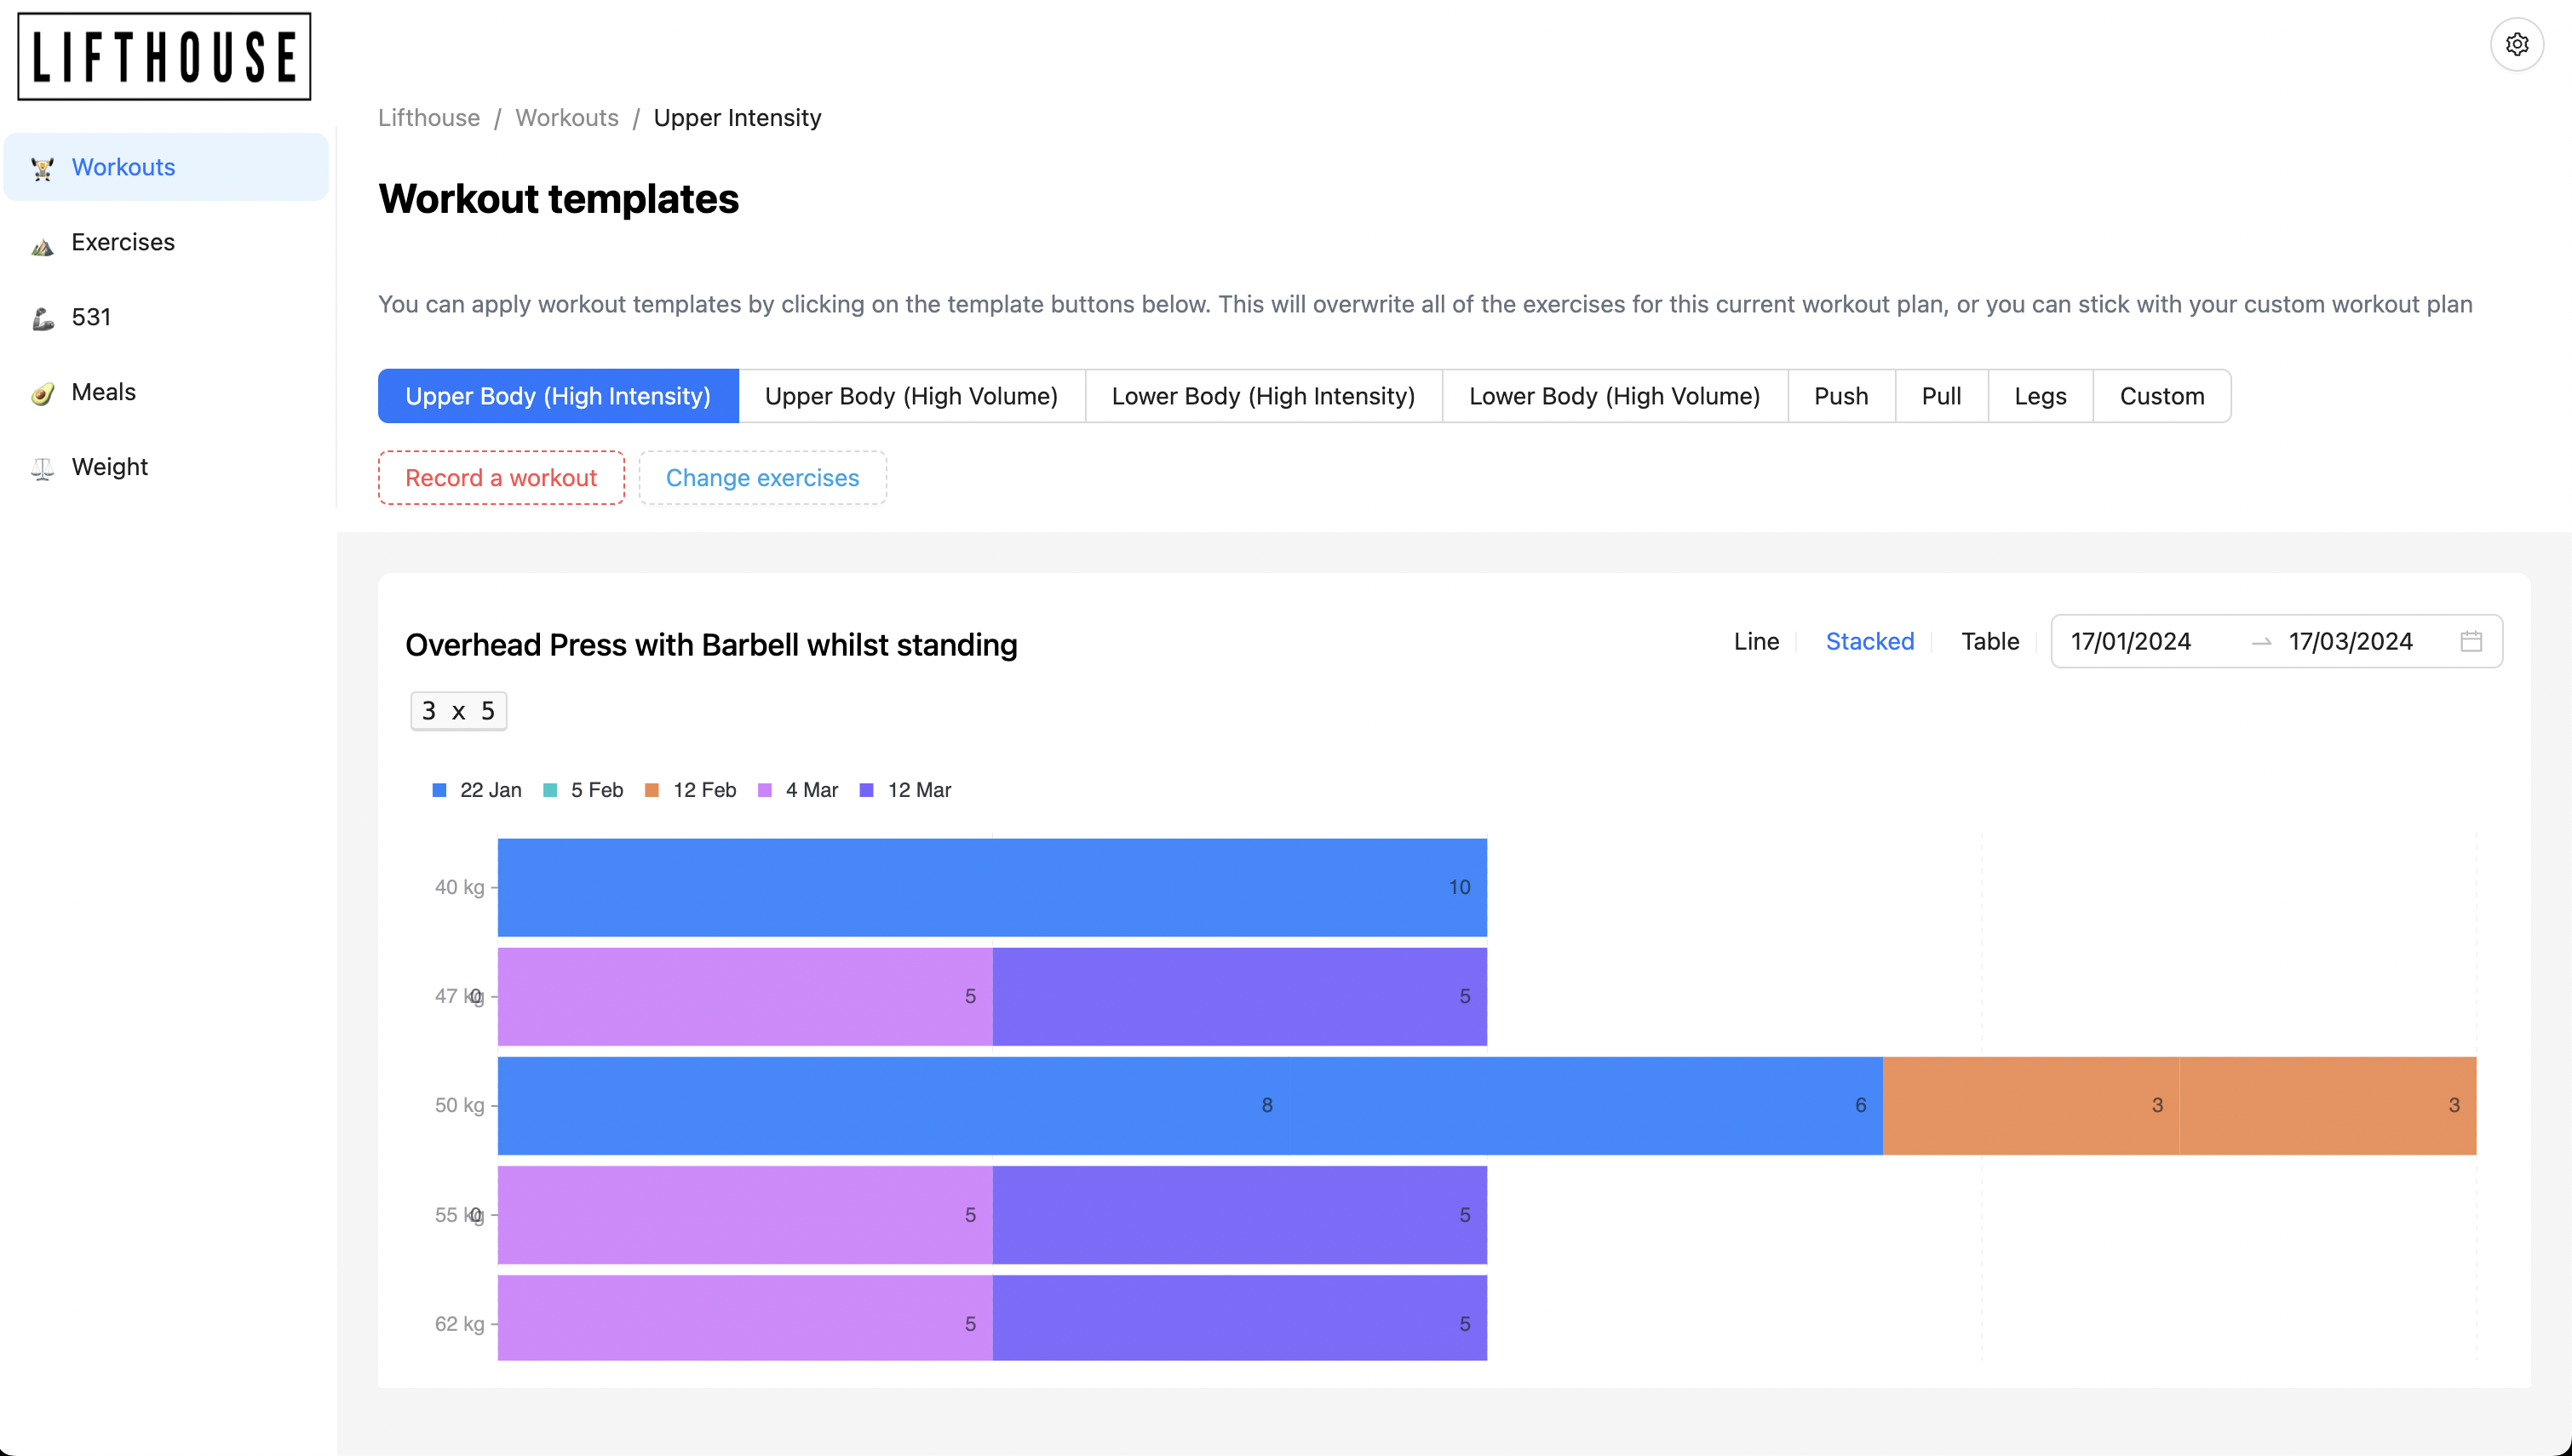 LIFTHOUSE
Workouts
Exercises
531
Meals
Weight
Lifthouse / Workouts / Upper Intensity
Workout templates
You can apply workout templates by clicking on the template buttons below. This will overwrite all of the exercises for this current workout plan, or you can stick with your custom workout plan
Upper Body (High Intensity) Upper Body (High Volume) Lower Body (High Intensity) Lower Body (High Volume) Push Pull Legs Custom
Record a workout Change exercises
Overhead Press with Barbell whilst standing Line Stacked Table 17/01/2024 → 17/03/2024
3 x 5
22 Jan 5 Feb 12 Feb 4 Mar 12 Mar
40 kg 10
47 kg 0 5 5
50 kg 8 6 3 3
55 kg 0 5 5
62 kg 5 5